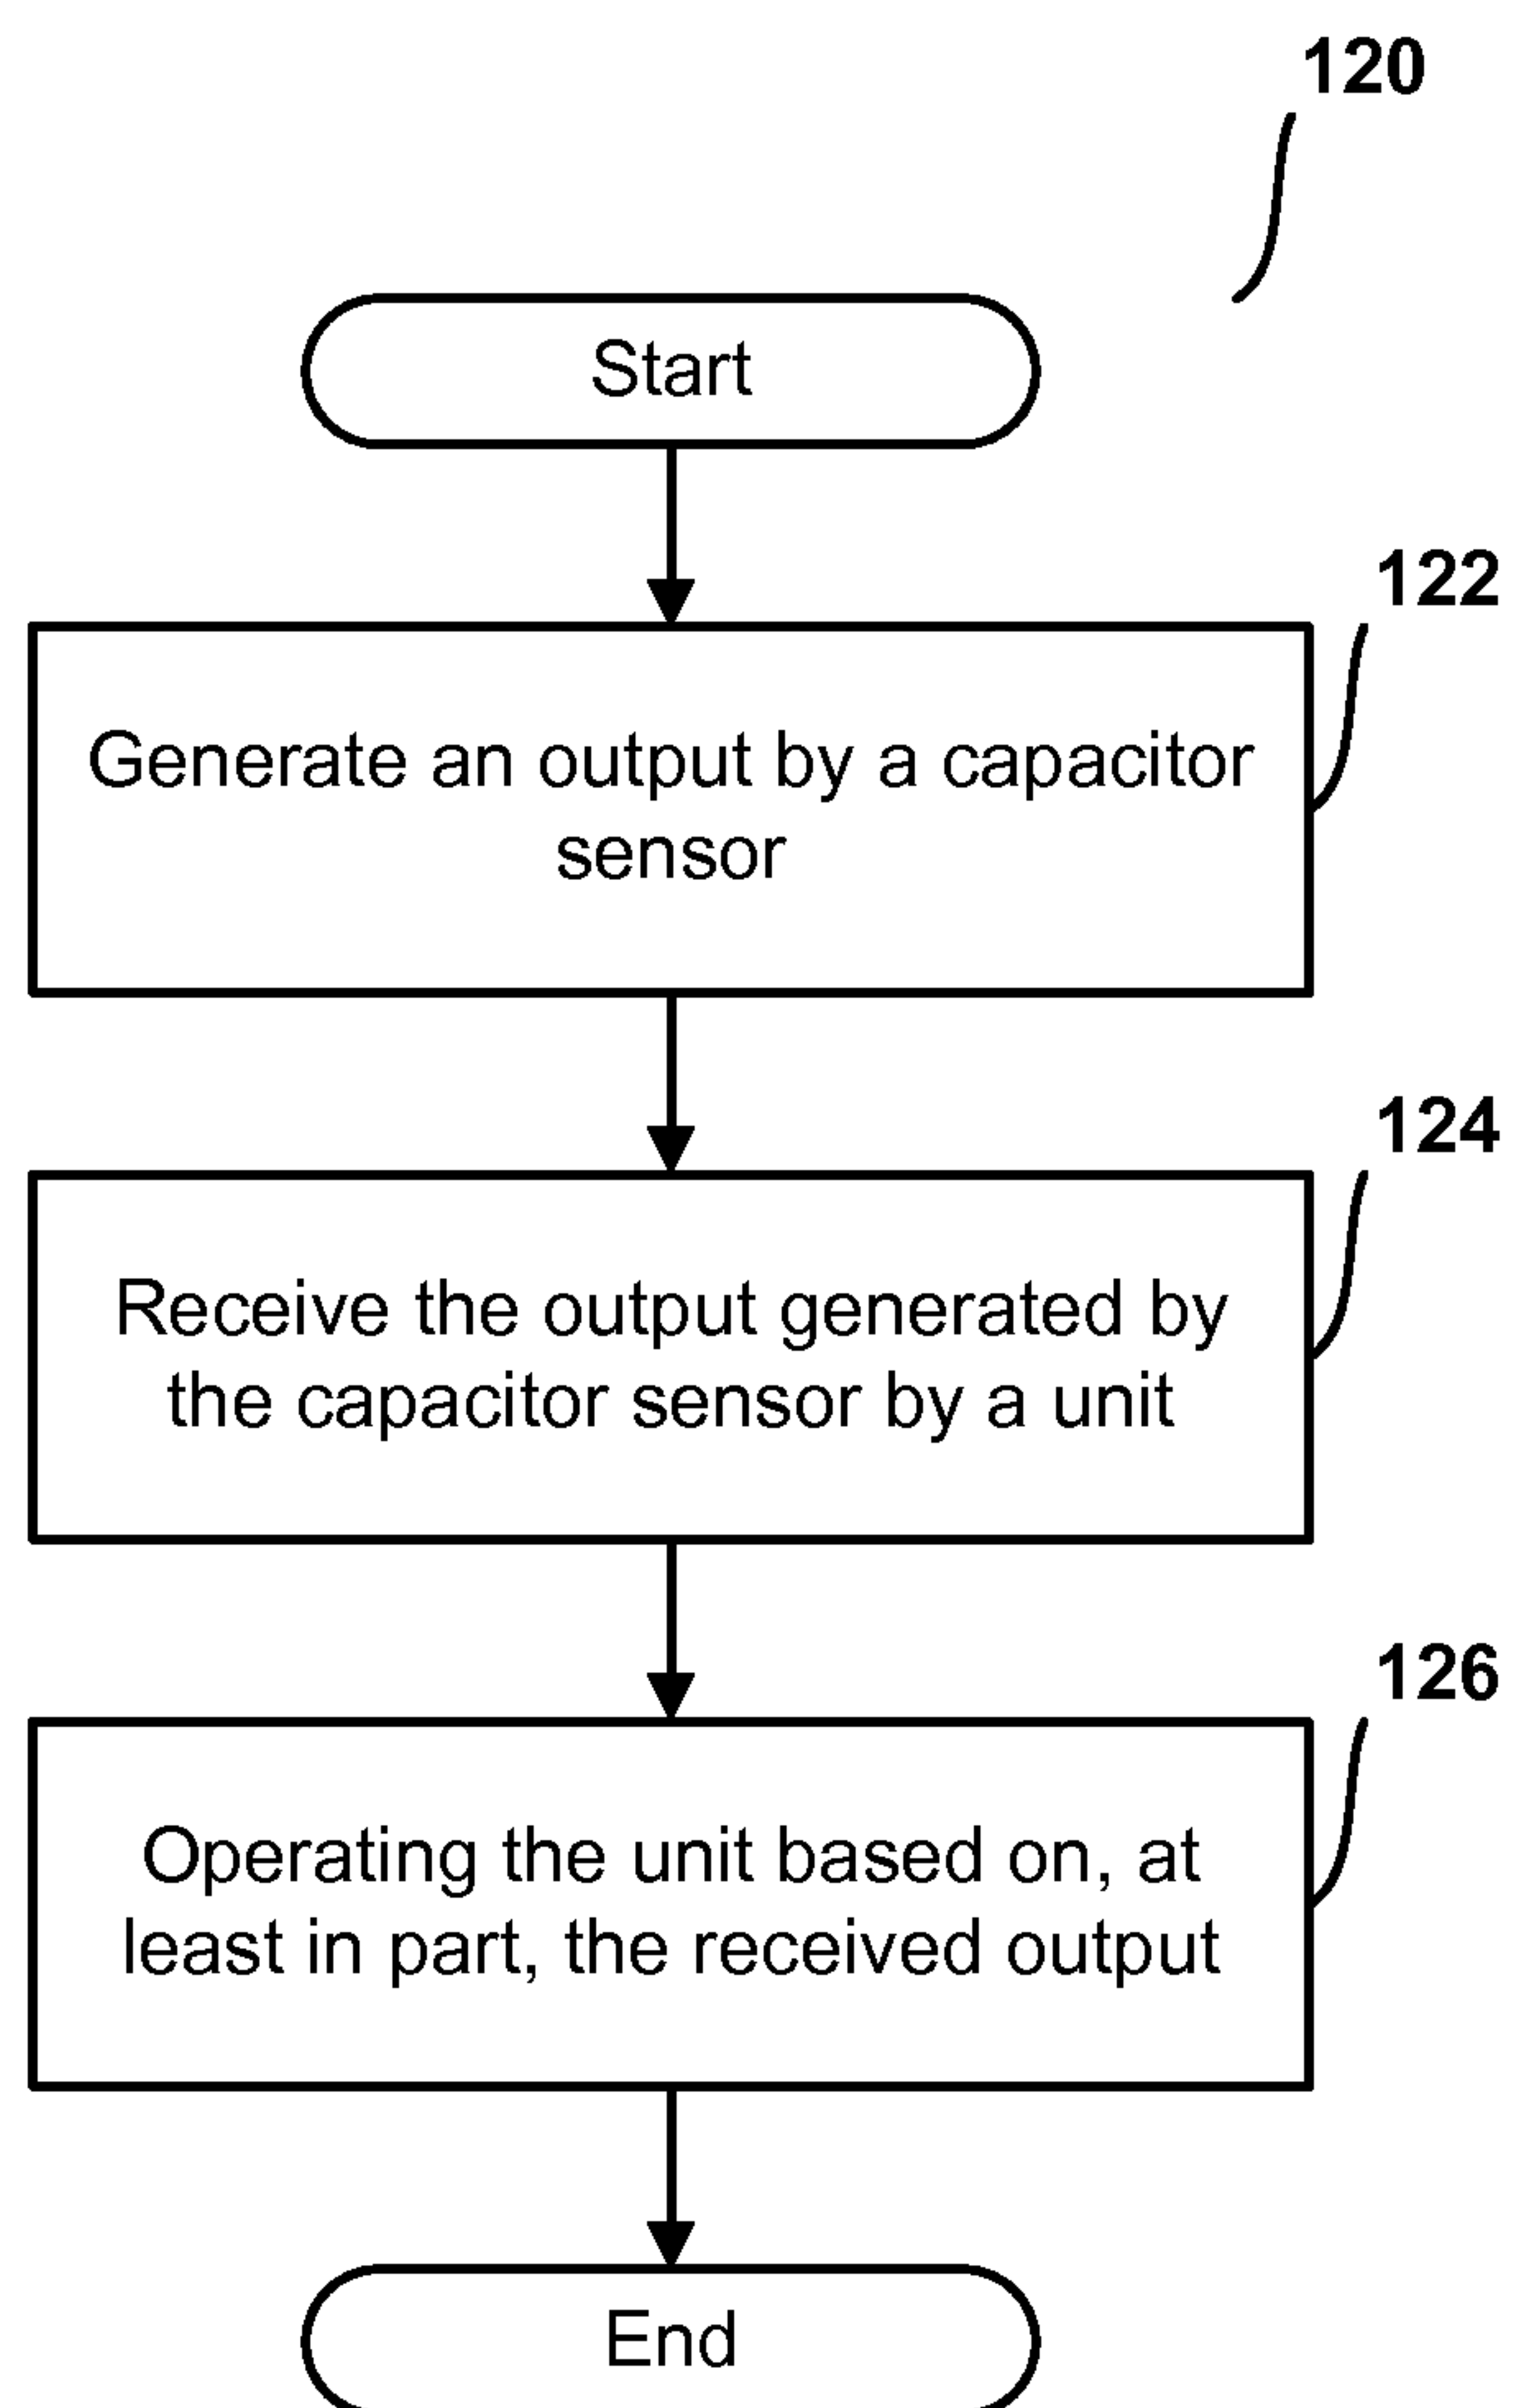 120
Start
122
Generate an output by a capacitor
sensor
124
Receive the output generated by
the capacitor sensor by a unit
126
Operating the unit based on, at
least in part, the received output
End